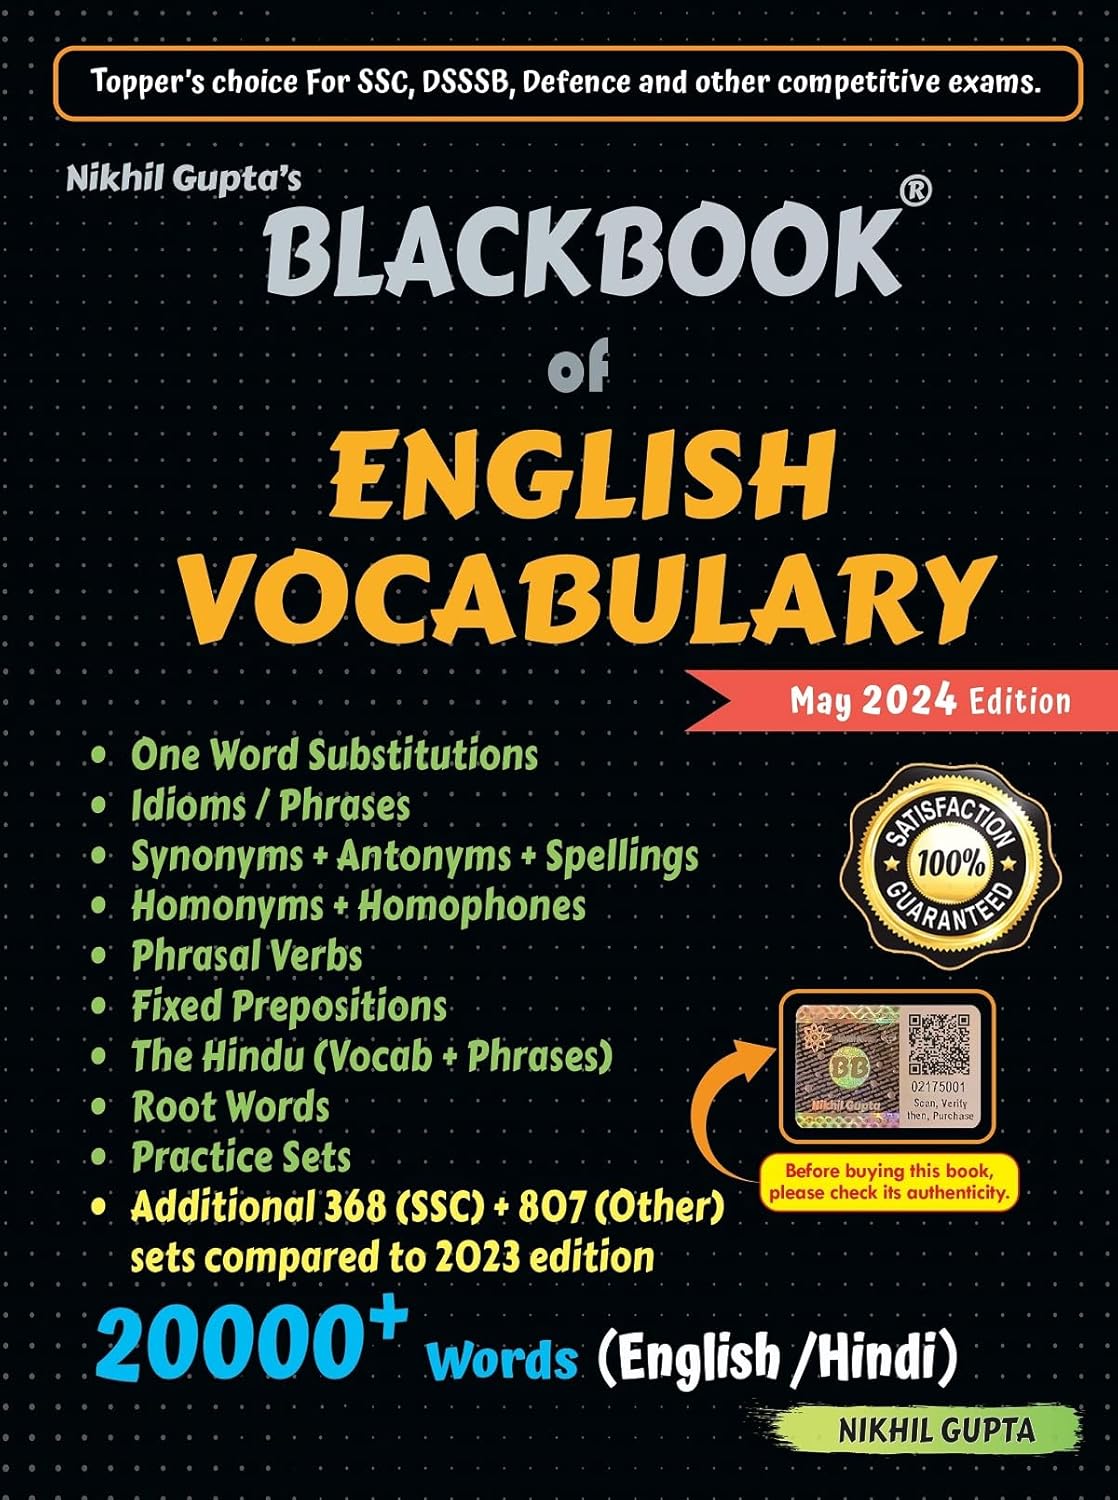 Topper's choice For SSC, DSSSB, Defence and other competitive exams.
Nikhil Gupta's
BLACKBOOK®
of
ENGLISH
VOCABULARY
May 2024 Edition
• One Word Substitutions
• Idioms / Phrases
• Synonyms + Antonyms + Spellings
• Homonyms + Homophones
• Phrasal Verbs
• Fixed Prepositions
• The Hindu (Vocab + Phrases)
• Root Words
• Practice Sets
• Additional 368 (SSC) + 807 (Other)
sets compared to 2023 edition
SATISFACTION
100%
GUARANTEED
BB
Nikhil Gupta
02175001
Scan, Verify
then, Purchase
Before buying this book,
please check its authenticity.
20000+ Words (English /Hindi)
NIKHIL GUPTA